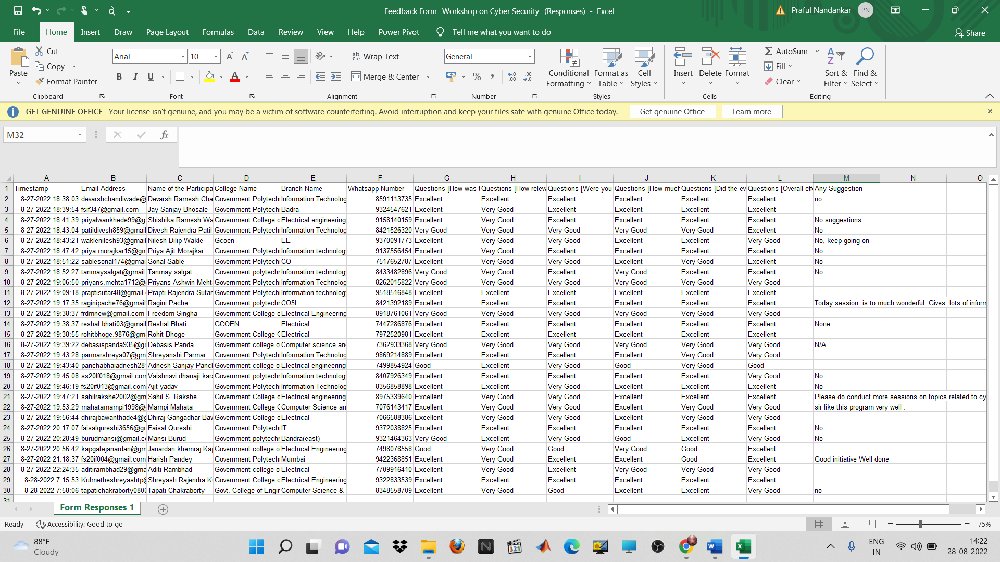 Feedback Form _Workshop on Cyber Security_ (Responses) - Excel
Praful Nandankar
PN
File Home Insert Draw Page Layout Formulas Data Review View Help Power Pivot Tell me what you want to do
Share
Paste
Cut
Copy
Format Painter
Clipboard
Arial 10
B I U
Font
Wrap Text
Merge & Center
Alignment
General
Number
Conditional Formatting
Format as Table
Cell Styles
Styles
Insert Delete Format
Cells
AutoSum
Fill
Clear
Sort & Filter
Find & Select
Editing
GET GENUINE OFFICE Your license isn't genuine, and you may be a victim of software counterfeiting. Avoid interruption and keep your files safe with genuine Office today. Get genuine Office Learn more
M32
fx
A B C D E F G H I J K L M N O
1 Timestamp Email Address Name of the Participa College Name Branch Name Whatsapp Number Questions [How was t Questions [How releva Questions [Were you Questions [How much Questions [Did the ev Questions [Overall eff Any Suggestion
2 8-27-2022 18:38:03 devarshchandiwade@ Devarsh Ramesh Cha Government Polytech Information Technolog 8591113735 Excellent Excellent Excellent Excellent Excellent Excellent no
3 8-27-2022 18:39:54 fsif347@gmail.com Jay Sanjay Bhosale Government Polytech Badra 9324547621 Excellent Very Good Excellent Excellent Excellent Excellent
4 8-27-2022 18:41:39 priyalwankhede99@g Shishika Ramesh Wa Government College o Electrical engineering 9158140159 Excellent Very Good Excellent Excellent Excellent Excellent No suggestions
5 8-27-2022 18:43:04 patildivesh859@gmail Divesh Rajendra Patil Government Polytech Information Technolog 8421526320 Very Good Very Good Very Good Very Good Very Good Excellent No
6 8-27-2022 18:43:21 waklenilesh93@gmail Nilesh Dilip Wakle Gcoen EE 9370091773 Excellent Very Good Very Good Excellent Excellent Very Good No, keep going on
7 8-27-2022 18:47:42 priya.morajkar15@gm Priya Ajit Morajkar Government Polytech Information technology 9137556454 Excellent Very Good Excellent Excellent Excellent Excellent No
8 8-27-2022 18:51:22 sablesonal174@gmai Sonal Sable Government Polytech CO 7517652787 Excellent Very Good Very Good Excellent Very Good Excellent No
9 8-27-2022 18:52:27 tanmaysalgat@gmail. Tanmay salgat Government polytechn Information technology 8433482896 Very Good Very Good Excellent Very Good Excellent Excellent No
10 8-27-2022 19:06:50 priyans.mehta1712@ Priyans Ashwin Meht Government Polytech Information Technolog 8262015822 Very Good Very Good Very Good Very Good Very Good Very Good -
11 8-27-2022 19:09:18 praptisutar48@gmail. Prapti Rajendra Sutar Government Polytech Information technology 9518516848 Excellent Excellent Excellent Excellent Excellent Excellent
12 8-27-2022 19:17:35 raginipache76@gmail Ragini Pache Government polytechn CO5I 8421392189 Excellent Excellent Excellent Excellent Excellent Excellent Today session is to much wonderful. Gives lots of inform
13 8-27-2022 19:38:37 frdmnew@gmail.com Freedom Singha Government College o Electrical Engineering 8918761061 Very Good Very Good Very Good Very Good Very Good Very Good
14 8-27-2022 19:38:37 reshal.bhati03@gmail Reshal Bhati GCOEN Electrical 7447286876 Excellent Excellent Excellent Excellent Excellent Excellent None
15 8-27-2022 19:38:55 rohitbhoge.9876@gm Rohit Bhoge Government College O Electrical 7972520981 Excellent Excellent Excellent Excellent Excellent Excellent
16 8-27-2022 19:39:22 debasispanda935@gr Debasis Panda Government college o Computer science an 7362933368 Very Good Very Good Very Good Very Good Very Good Very Good N/A
17 8-27-2022 19:43:28 parmarshreya07@gm Shreyanshi Parmar Government Polytech Information Technolog 9869214889 Excellent Excellent Excellent Excellent Very Good Very Good
18 8-27-2022 19:43:40 panchabhaiadnesh28 Adnesh Sanjay Panch Government college o Electrical engineering 7499854924 Good Excellent Very Good Good Very Good Good
19 8-27-2022 19:45:08 ss20If018@gmail.com Vaishnavi dhanaji kara Government polytechn Information technology 8407926349 Excellent Excellent Excellent Excellent Excellent Very Good No
20 8-27-2022 19:46:19 fs20if013@gmail.com Ajit yadav Government Polytech Information Technolog 8356858898 Excellent Excellent Very Good Excellent Excellent Excellent No
21 8-27-2022 19:47:21 sahilrakshe2002@gm Sahil S. Rakshe Government College o Electrical engineering 8975339640 Excellent Very Good Very Good Excellent Excellent Excellent Please do conduct more sessions on topics related to cy
22 8-27-2022 19:53:29 mahatamampi1998@ Mampi Mahata Government College O Computer Science an 7076143417 Excellent Very Good Very Good Excellent Very Good Very Good sir like this program very well .
23 8-27-2022 19:56:44 dhirajbawanthade4@g Dhiraj Gangadhar Baw Government College o Electrical 7066588386 Excellent Very Good Very Good Excellent Very Good Very Good
24 8-27-2022 20:17:07 faisalqureshi3656@gr Faisal Qureshi Government Polytech IT 9372038825 Excellent Excellent Excellent Excellent Excellent Excellent No
25 8-27-2022 20:28:49 burudmansi@gmail.co Mansi Burud Government polytechn Bandra(east) 9321464363 Very Good Excellent Very Good Good Excellent Very Good No
26 8-27-2022 20:56:42 kapgatejanardan@gm Janardan khemraj Kap Government college o Electrical Engineering 7498078558 Good Very Good Good Very Good Good Excellent
27 8-27-2022 21:18:37 fs20if004@gmail.com Harish Pandey Government Polytech Mumbai 9422368851 Excellent Very Good Excellent Excellent Good Excellent Good initiative Well done
28 8-27-2022 22:24:35 aditirambhad29@gma Aditi Rambhad Government college o Electrical 7709916410 Excellent Very Good Excellent Very Good Very Good Very Good
29 8-28-2022 7:15:53 Kulmetheshreyashtp@ Shreyash Rajendra Ku Government College o Electrical Engineering 9322833539 Excellent Excellent Excellent Excellent Excellent Excellent
30 8-28-2022 7:58:06 tapatichakraborty080 Tapati Chakraborty Govt. College of Engin Computer Science & 8348558709 Excellent Very Good Good Excellent Excellent Very Good no
31
Form Responses 1
Ready Accessibility: Good to go
75%
88°F
Cloudy
ENG
IN
14:22
28-08-2022